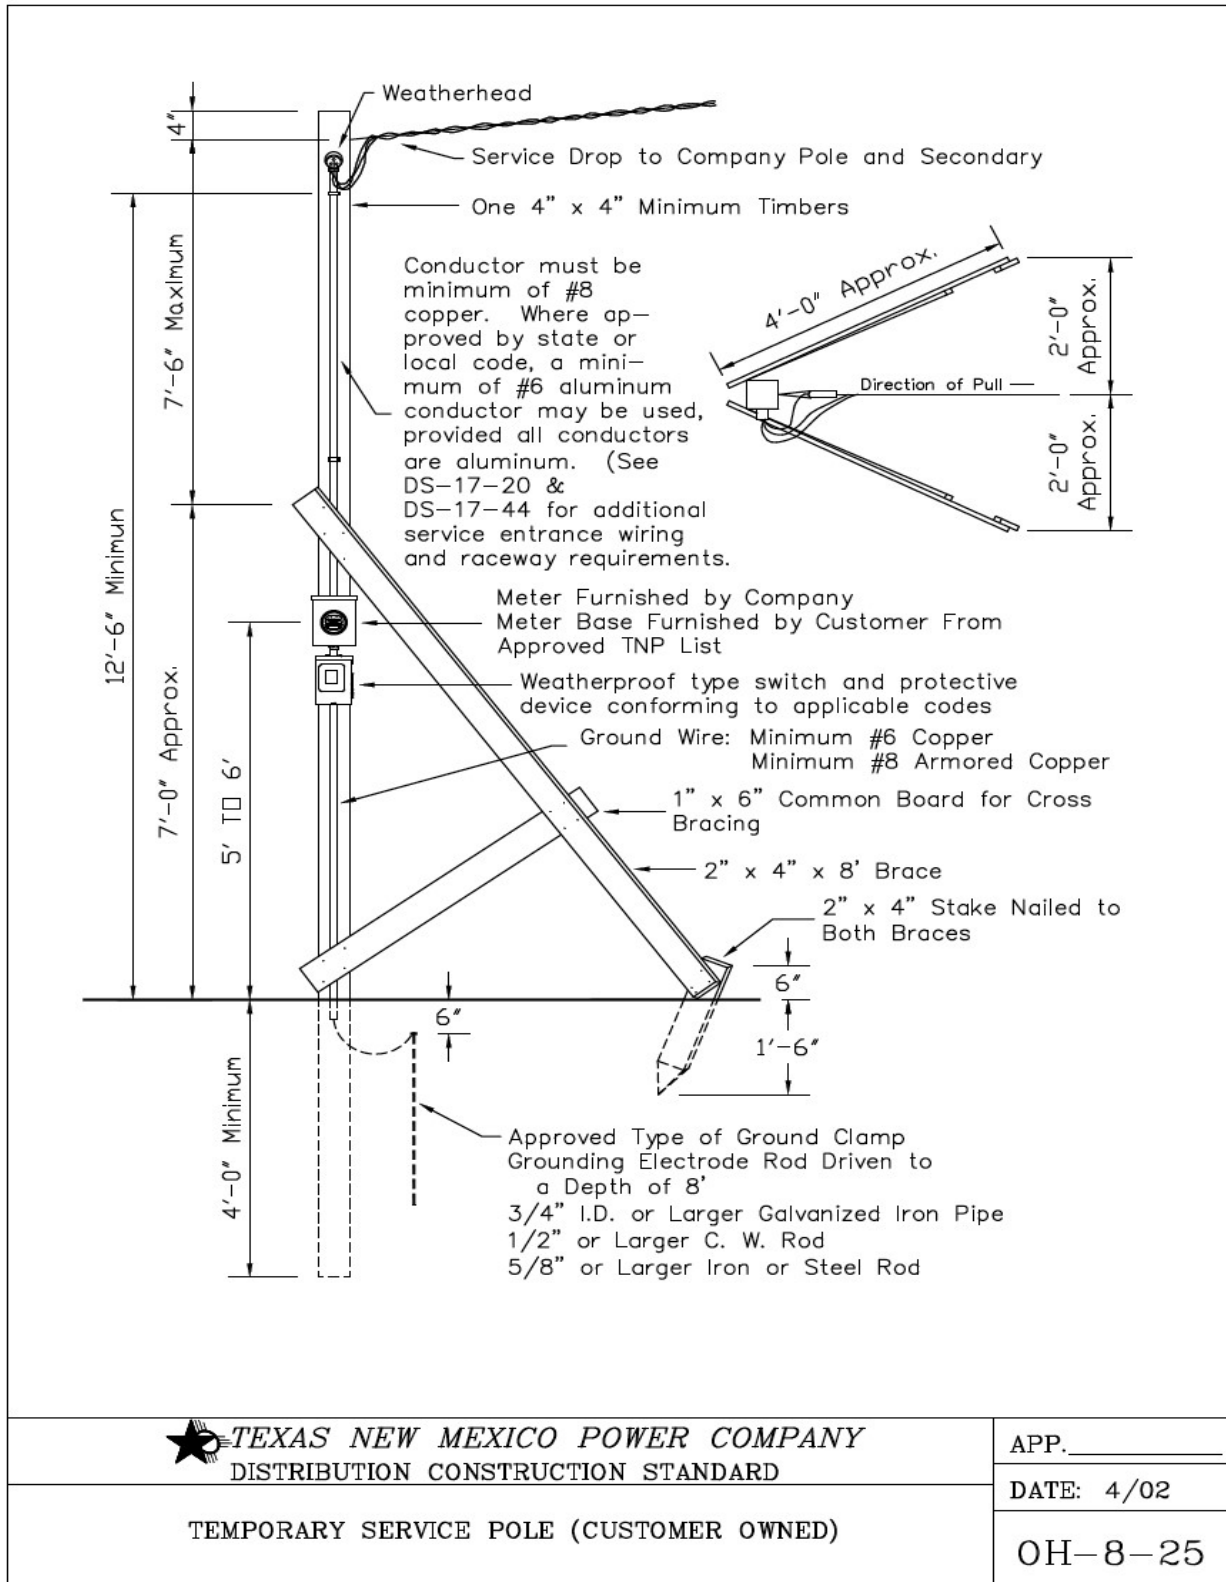 Weatherhead
4"
Service Drop to Company Pole and Secondary
One 4" x 4" Minimum Timbers
7'-6" MaxImum
Conductor must be
minimum of #8
copper. Where ap-
proved by state or
local code, a mini-
mum of #6 aluminum
conductor may be used,
provided all conductors
are aluminum. (See
DS-17-20 &
DS-17-44 for additional
service entrance wiring
and raceway requirements.
4'-0" Approx.
2'-0"
Approx.
Direction of Pull
2'-0"
Approx.
12'-6" Minimun
Meter Furnished by Company
Meter Base Furnished by Customer From
Approved TNP List
7'-0" Approx.
Weatherproof type switch and protective
device conforming to applicable codes
Ground Wire: Minimum #6 Copper
Minimum #8 Armored Copper
5' TO 6'
1" x 6" Common Board for Cross
Bracing
2" x 4" x 8' Brace
2" x 4" Stake Nailed to
Both Braces
6"
6"
1'-6"
4'-0" Minimum
Approved Type of Ground Clamp
Grounding Electrode Rod Driven to
a Depth of 8'
3/4" I.D. or Larger Galvanized Iron Pipe
1/2" or Larger C. W. Rod
5/8" or Larger Iron or Steel Rod
TEXAS NEW MEXICO POWER COMPANY
DISTRIBUTION CONSTRUCTION STANDARD
APP.
DATE: 4/02
TEMPORARY SERVICE POLE (CUSTOMER OWNED)
OH-8-25